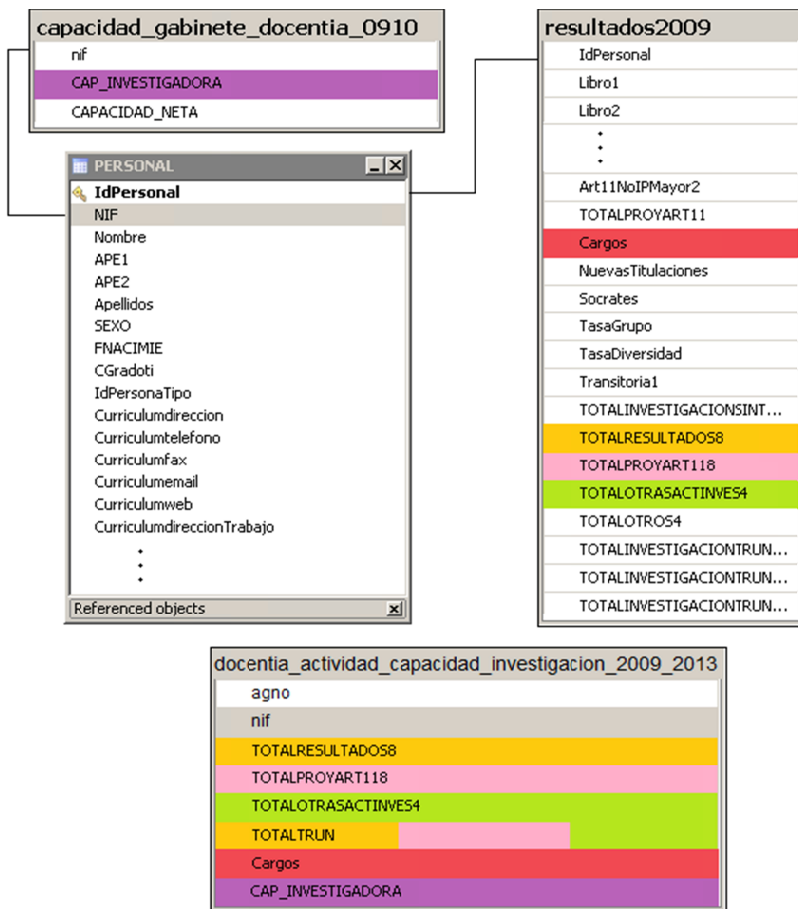 capacidad_gabinete_docentia_0910
nif
CAP_INVESTIGADORA
CAPACIDAD_NETA
PERSONAL
IdPersonal
NIF
Nombre
APE1
APE2
Apellidos
SEXO
FNACIMIE
CGradoti
IdPersonaTipo
Curriculumdireccion
Curriculumtelefono
Curriculumfax
Curriculumemail
Curriculumweb
CurriculumdireccionTrabajo
Referenced objects
resultados2009
IdPersonal
Libro1
Libro2
Art11NoIPMayor2
TOTALPROYART11
Cargos
NuevasTitulaciones
Socrates
TasaGrupo
TasaDiversidad
Transitoria1
TOTALINVESTIGACIONSINT...
TOTALRESULTADOS8
TOTALPROYART118
TOTALOTRASACTINVES4
TOTALOTROS4
TOTALINVESTIGACIONTRUN...
TOTALINVESTIGACIONTRUN...
TOTALINVESTIGACIONTRUN...
docentia_actividad_capacidad_investigacion_2009_2013
agno
nif
TOTALRESULTADOS8
TOTALPROYART118
TOTALOTRASACTINVES4
TOTALTRUN
Cargos
CAP_INVESTIGADORA